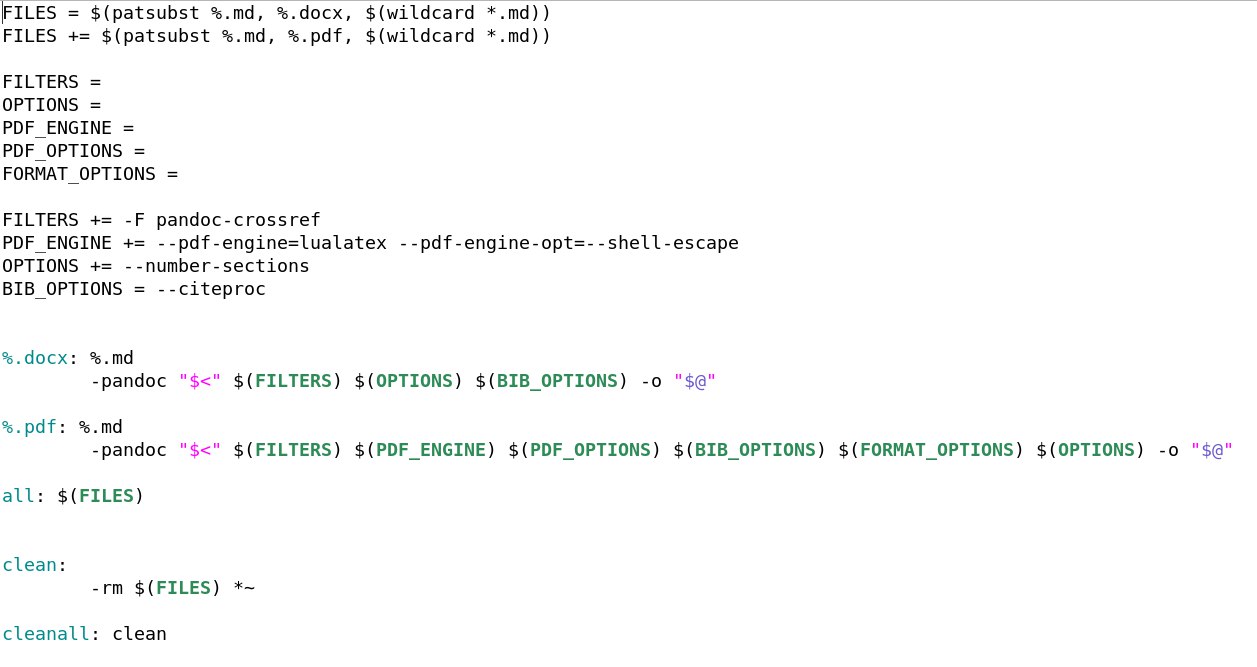 FILES = $(patsubst %.md, %.docx, $(wildcard *.md))
FILES += $(patsubst %.md, %.pdf, $(wildcard *.md))
FILTERS =
OPTIONS =
PDF_ENGINE =
PDF_OPTIONS =
FORMAT_OPTIONS =
FILTERS += -F pandoc-crossref
PDF_ENGINE += --pdf-engine=lualatex --pdf-engine-opt=--shell-escape
OPTIONS += --number-sections
BIB_OPTIONS = --citeproc
%.docx: %.md
-pandoc "$<" $(FILTERS) $(OPTIONS) $(BIB_OPTIONS) -o "$@"
%.pdf: %.md
-pandoc "$<" $(FILTERS) $(PDF_ENGINE) $(PDF_OPTIONS) $(BIB_OPTIONS) $(FORMAT_OPTIONS) $(OPTIONS) -o "$@"
all: $(FILES)
clean:
-rm $(FILES) *~
cleanall: clean